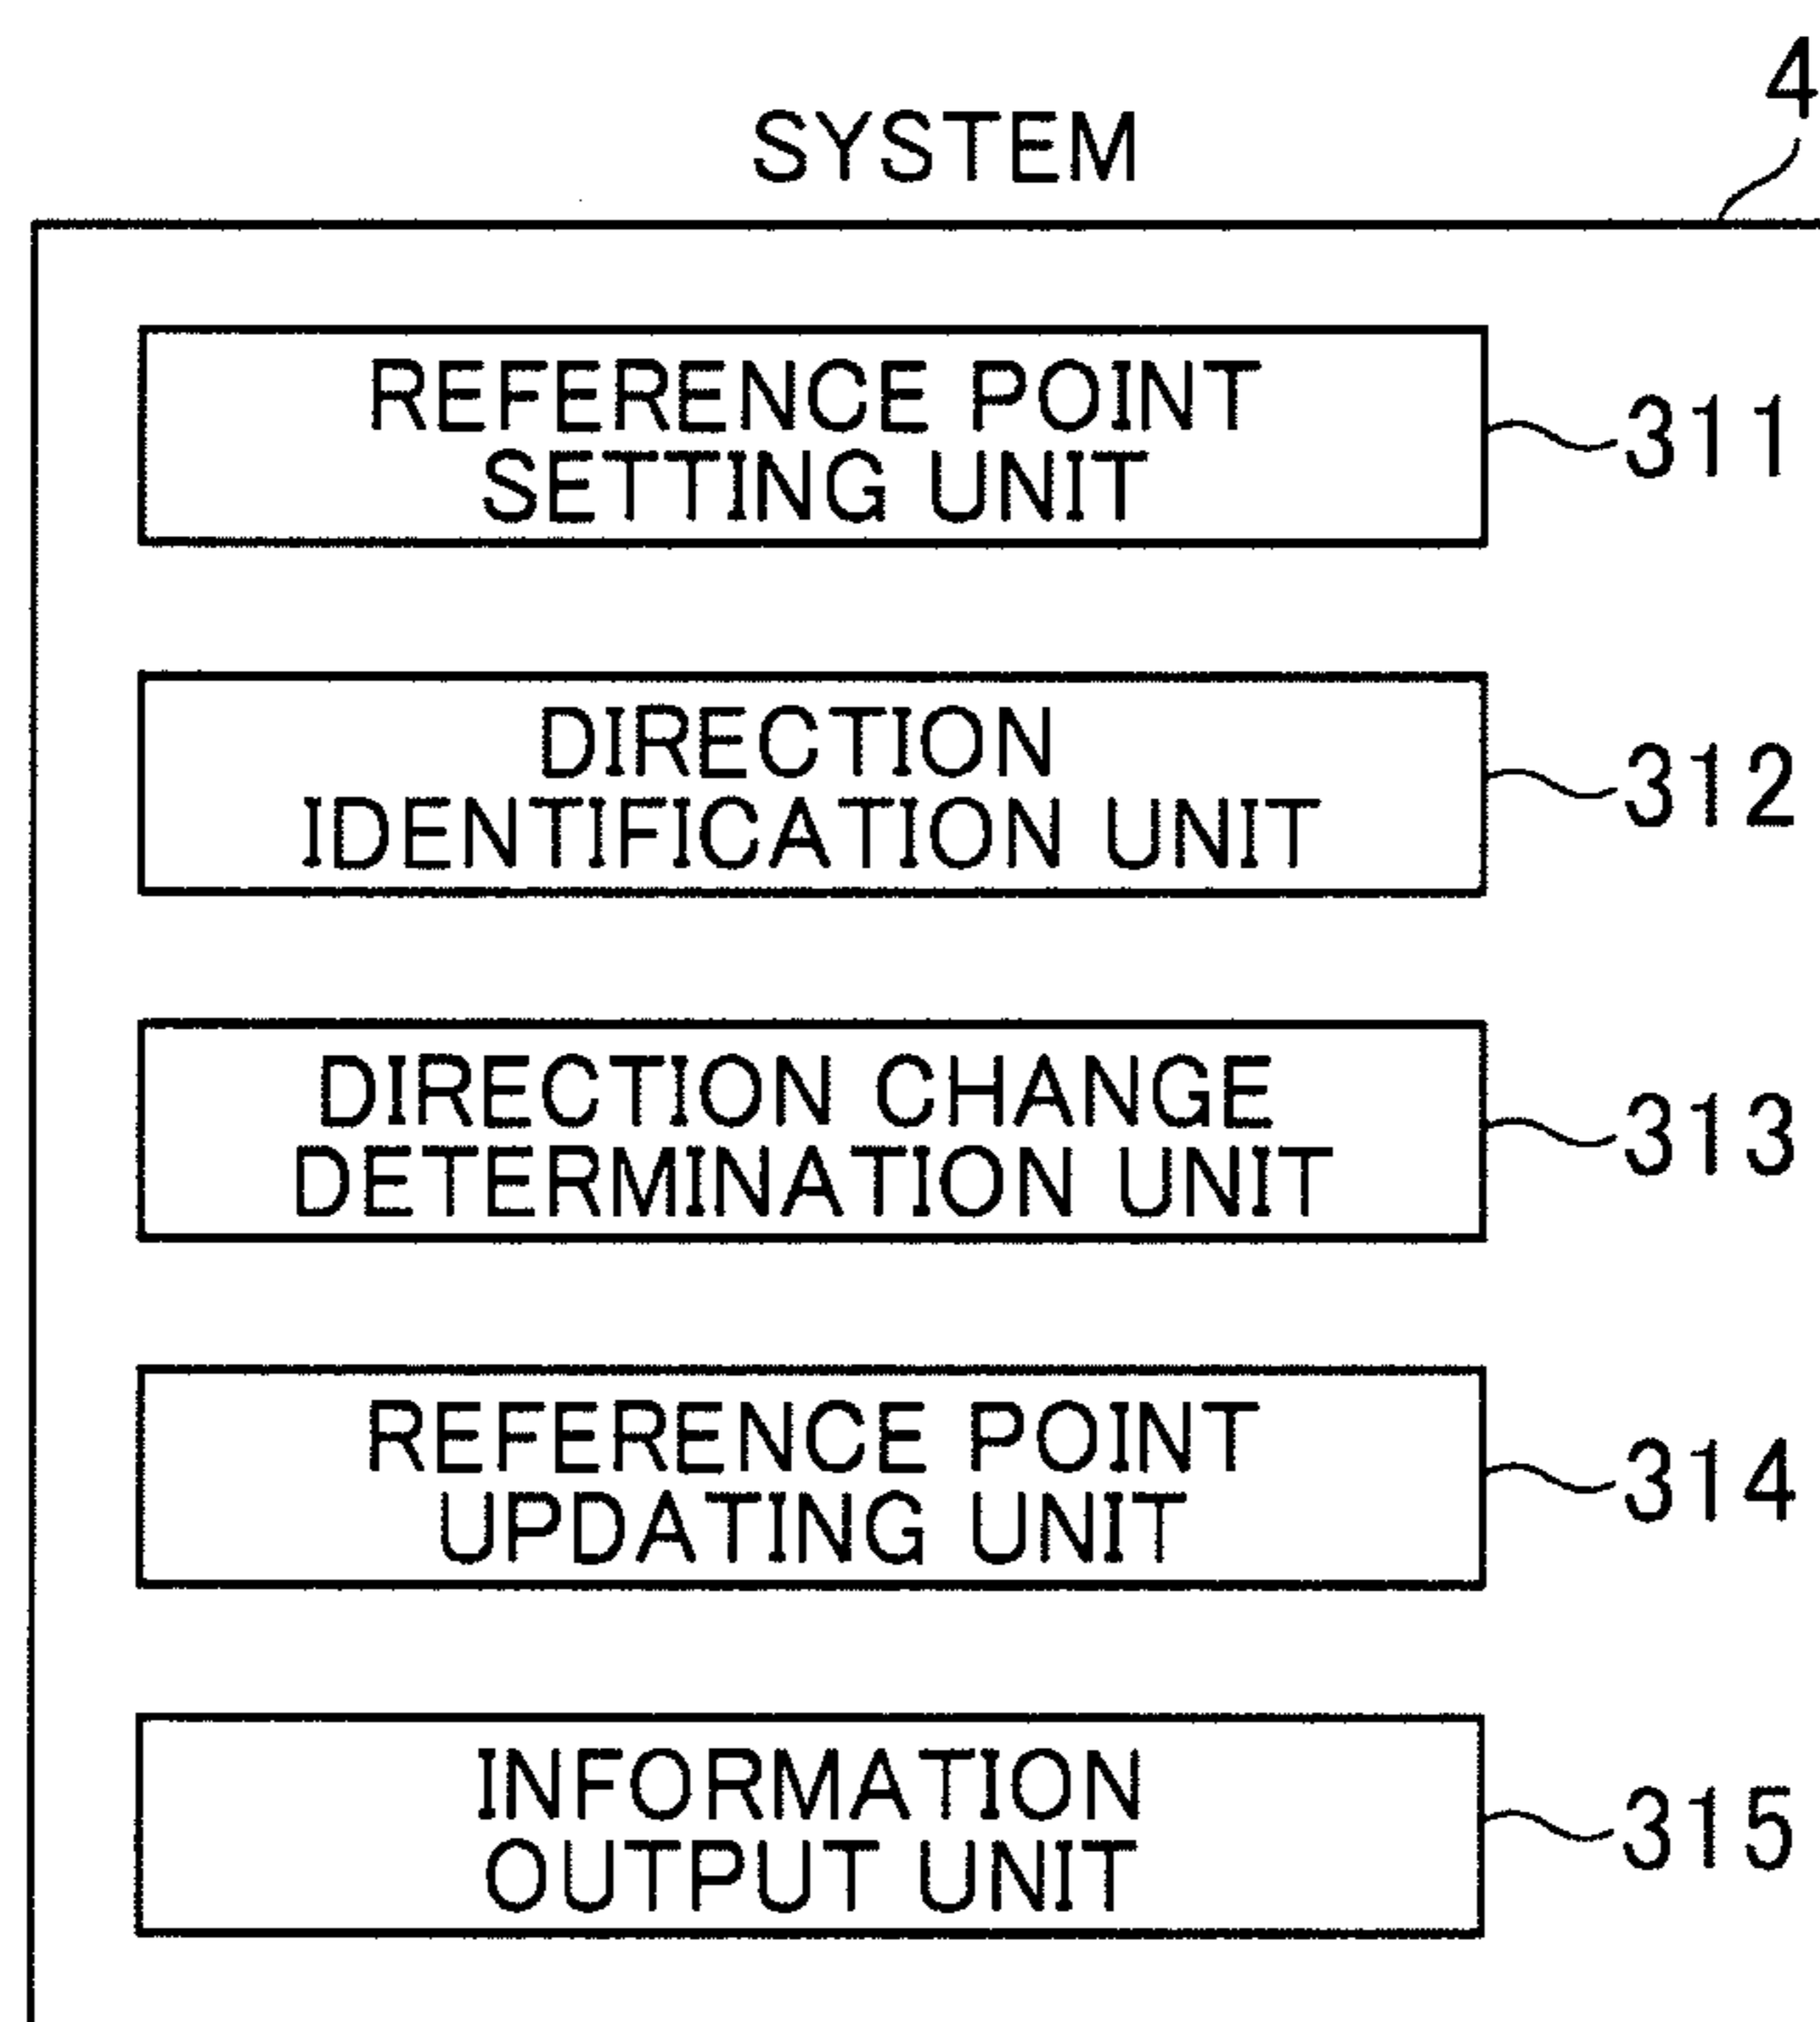 4
SYSTEM
REFERENCE POINT
SETTING UNIT
311
DIRECTION
IDENTIFICATION UNIT
312
DIRECTION CHANGE
DETERMINATION UNIT
313
REFERENCE POINT
UPDATING UNIT
314
INFORMATION
OUTPUT UNIT
315